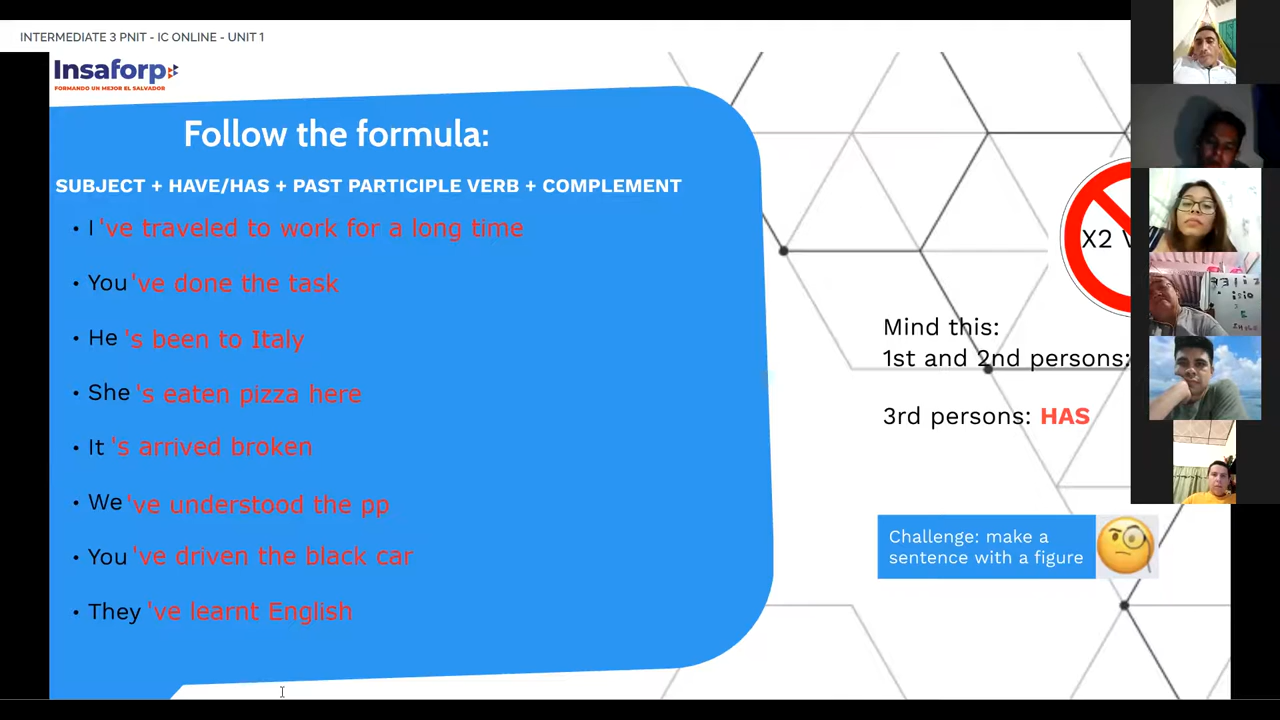 INTERMEDIATE 3 PNIT - IC ONLINE - UNIT 1
Insaforp
FORMANDO UN MEJOR EL SALVADOR
Follow the formula:
SUBJECT + HAVE/HAS + PAST PARTICIPLE VERB + COMPLEMENT
• I 've traveled to work for a long time
• You 've done the task
• He 's been to Italy
• She 's eaten pizza here
• It 's arrived broken
• We 've understood the pp
• You 've driven the black car
• They 've learnt English
X2
Mind this:
1st and 2nd persons:
3rd persons: HAS
Challenge: make a
sentence with a figure